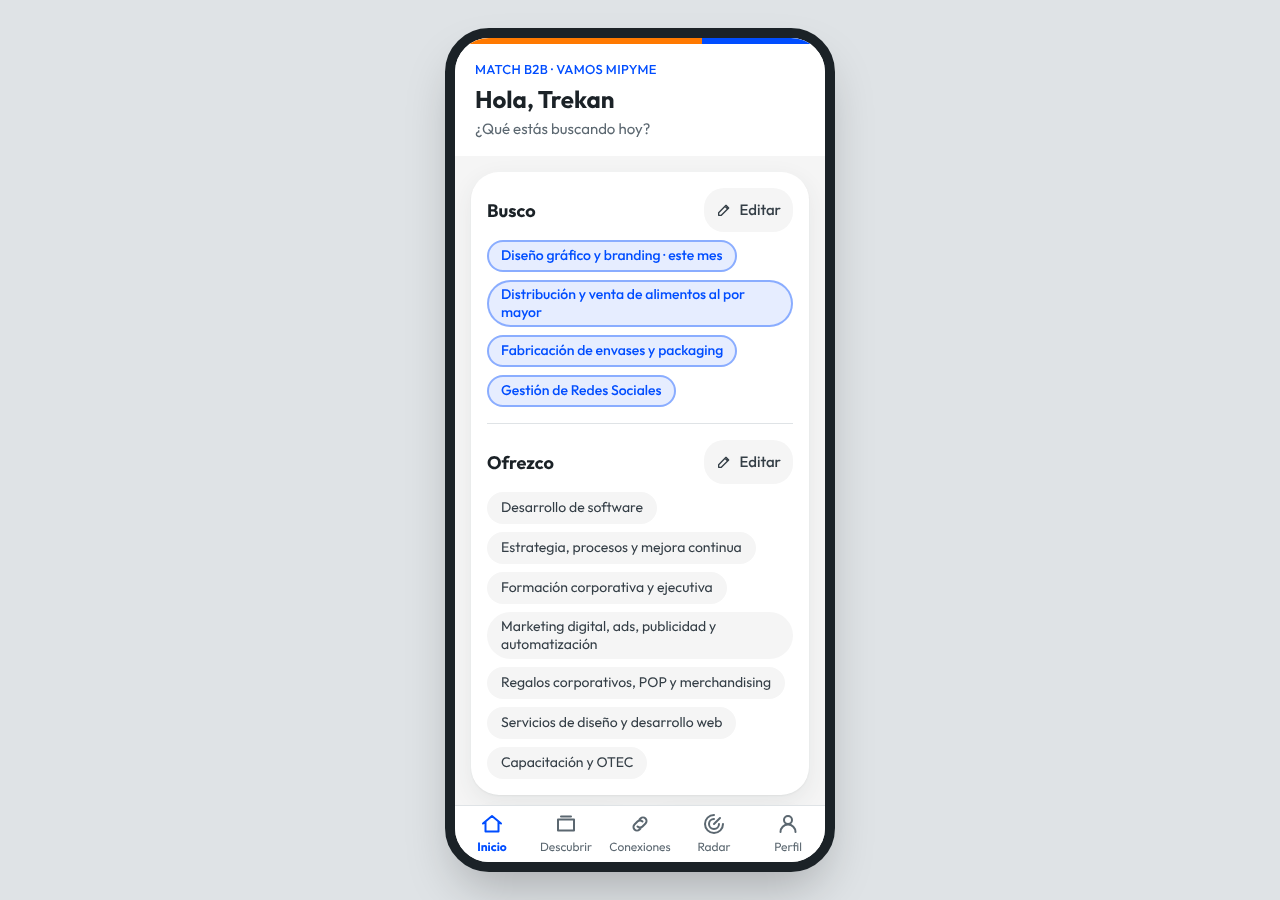 MATCH B2B · VAMOS MIPYME
Hola, Trekan
¿Qué estás buscando hoy?
Busco
Editar
Diseño gráfico y branding · este mes
Distribución y venta de alimentos al por
mayor
Fabricación de envases y packaging
Gestión de Redes Sociales
Ofrezco
Editar
Desarrollo de software
Estrategia, procesos y mejora continua
Formación corporativa y ejecutiva
Marketing digital, ads, publicidad y
automatización
Regalos corporativos, POP y merchandising
Servicios de diseño y desarrollo web
Capacitación y OTEC
Inicio
Descubrir
Conexiones
Radar
Perfil